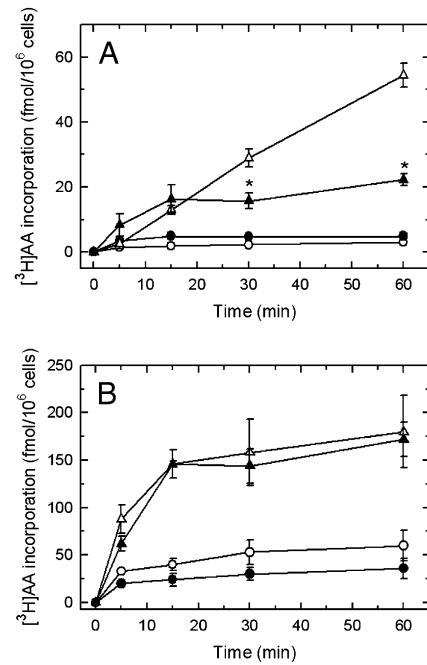 A
[³H]AA incorporation (fmol/10⁶ cells)
60
40
20
0
*
*
0 10 20 30 40 50 60
Time (min)
B
[³H]AA incorporation (fmol/10⁶ cells)
250
200
150
100
50
0
0 10 20 30 40 50 60
Time (min)